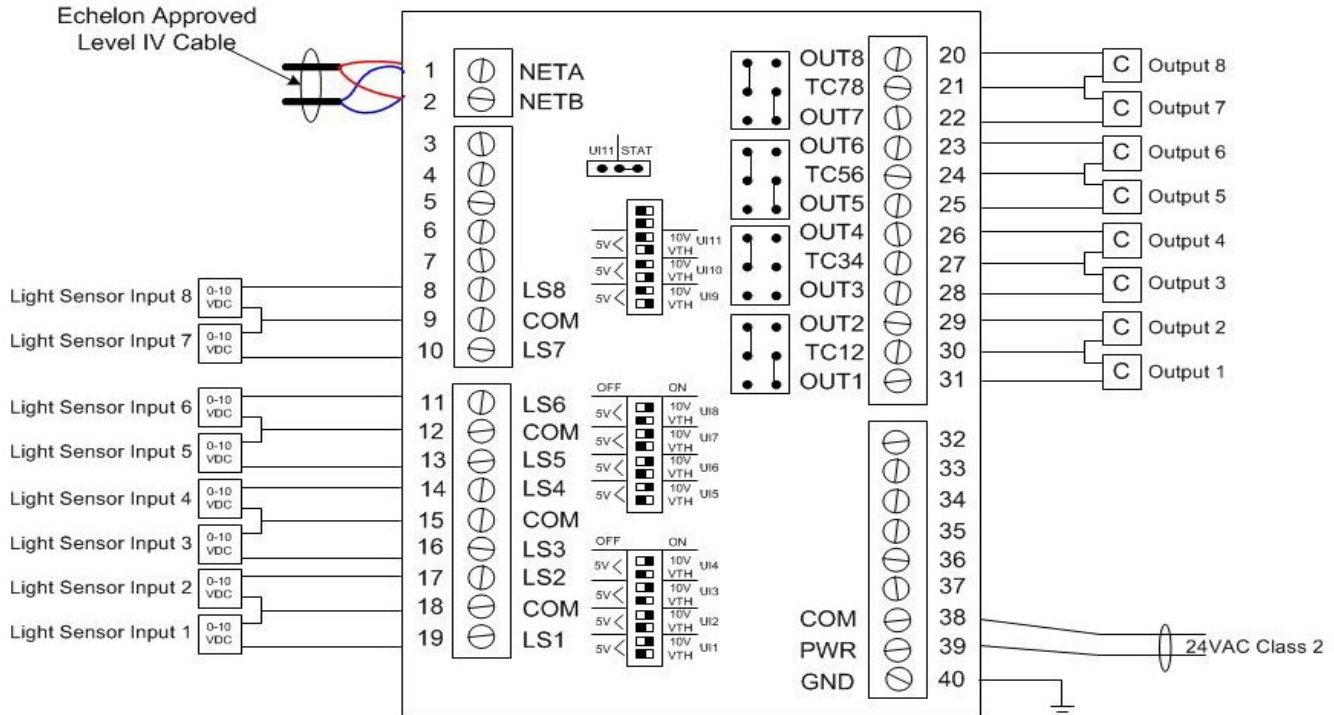 Echelon Approved
Level IV Cable
1 NETA
2 NETB
3
4
5
6
7
8 LS8
9 COM
10 LS7
11 LS6
12 COM
13 LS5
14 LS4
15 COM
16 LS3
17 LS2
18 COM
19 LS1
Light Sensor Input 8 0-10 VDC
Light Sensor Input 7 0-10 VDC
Light Sensor Input 6 0-10 VDC
Light Sensor Input 5 0-10 VDC
Light Sensor Input 4 0-10 VDC
Light Sensor Input 3 0-10 VDC
Light Sensor Input 2 0-10 VDC
Light Sensor Input 1 0-10 VDC
UI11 STAT
5V< 10V VTH UI11
5V< 10V VTH UI10
5V< 10V VTH UI9
OFF ON
5V< 10V VTH UI8
5V< 10V VTH UI7
5V< 10V VTH UI6
5V< 10V VTH UI5
OFF ON
5V< 10V VTH UI4
5V< 10V VTH UI3
5V< 10V VTH UI2
5V< 10V VTH UI1
OUT8 20
TC78 21
OUT7 22
OUT6 23
TC56 24
OUT5 25
OUT4 26
TC34 27
OUT3 28
OUT2 29
TC12 30
OUT1 31
C Output 8
C Output 7
C Output 6
C Output 5
C Output 4
C Output 3
C Output 2
C Output 1
32
33
34
35
36
37
COM 38
PWR 39
GND 40
24VAC Class 2